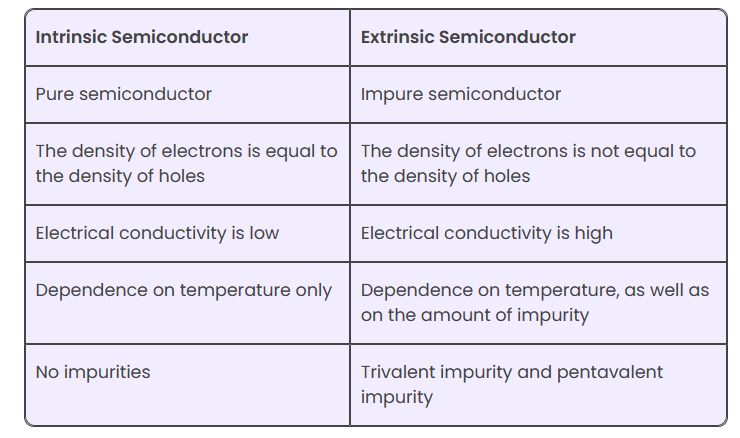 Intrinsic Semiconductor
Extrinsic Semiconductor
Pure semiconductor
Impure semiconductor
The density of electrons is equal to
the density of holes
The density of electrons is not equal to
the density of holes
Electrical conductivity is low
Electrical conductivity is high
Dependence on temperature only
Dependence on temperature, as well as
on the amount of impurity
No impurities
Trivalent impurity and pentavalent
impurity